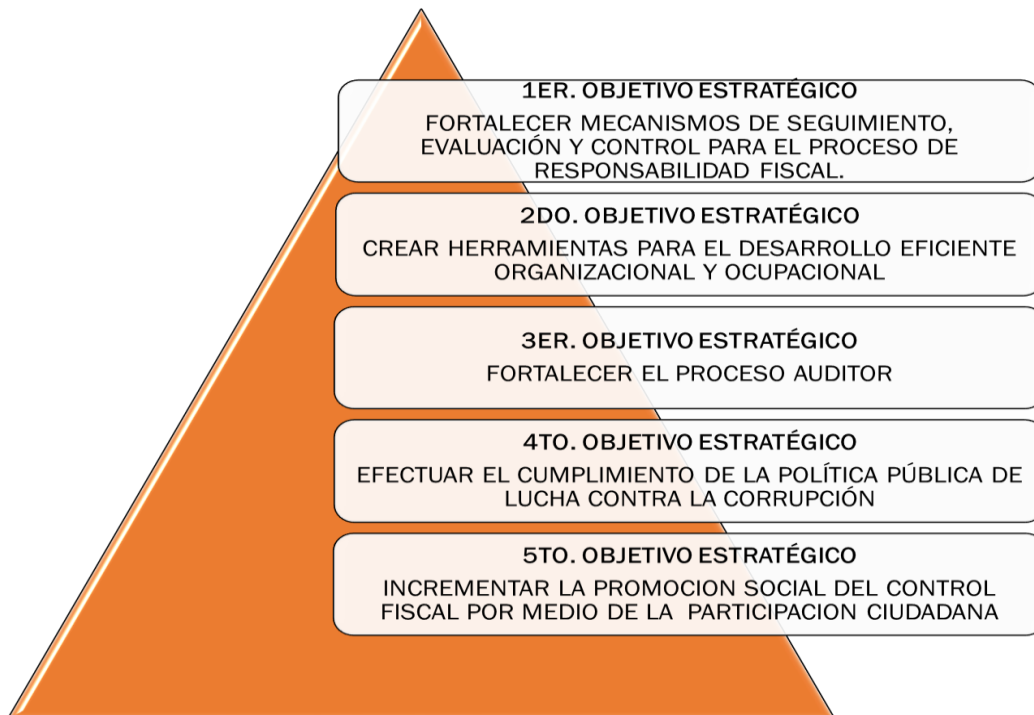 1ER. OBJETIVO ESTRATÉGICO
FORTALECER MECANISMOS DE SEGUIMIENTO,
EVALUACIÓN Y CONTROL PARA EL PROCESO DE
RESPONSABILIDAD FISCAL.
2DO. OBJETIVO ESTRATÉGICO
CREAR HERRAMIENTAS PARA EL DESARROLLO EFICIENTE
ORGANIZACIONAL Y OCUPACIONAL
3ER. OBJETIVO ESTRATÉGICO
FORTALECER EL PROCESO AUDITOR
4TO. OBJETIVO ESTRATÉGICO
EFECTUAR EL CUMPLIMIENTO DE LA POLÍTICA PÚBLICA DE
LUCHA CONTRA LA CORRUPCIÓN
5TO. OBJETIVO ESTRATÉGICO
INCREMENTAR LA PROMOCION SOCIAL DEL CONTROL
FISCAL POR MEDIO DE LA PARTICIPACION CIUDADANA